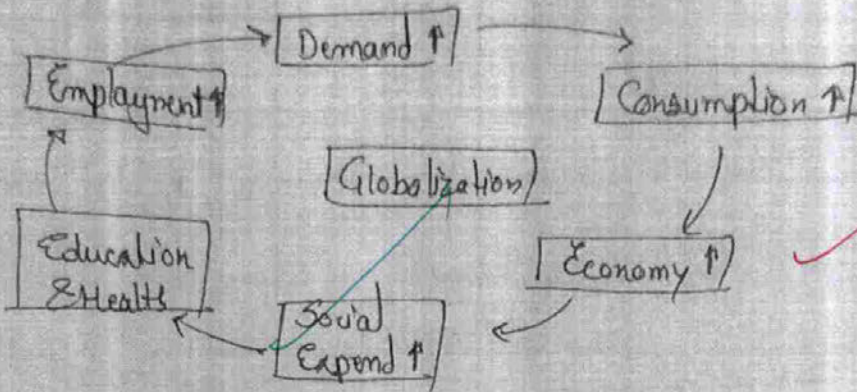 Demand ↑
Employment ↑
Consumption ↑
Globalization
Education
& Health
Economy ↑
Social
Expend ↑